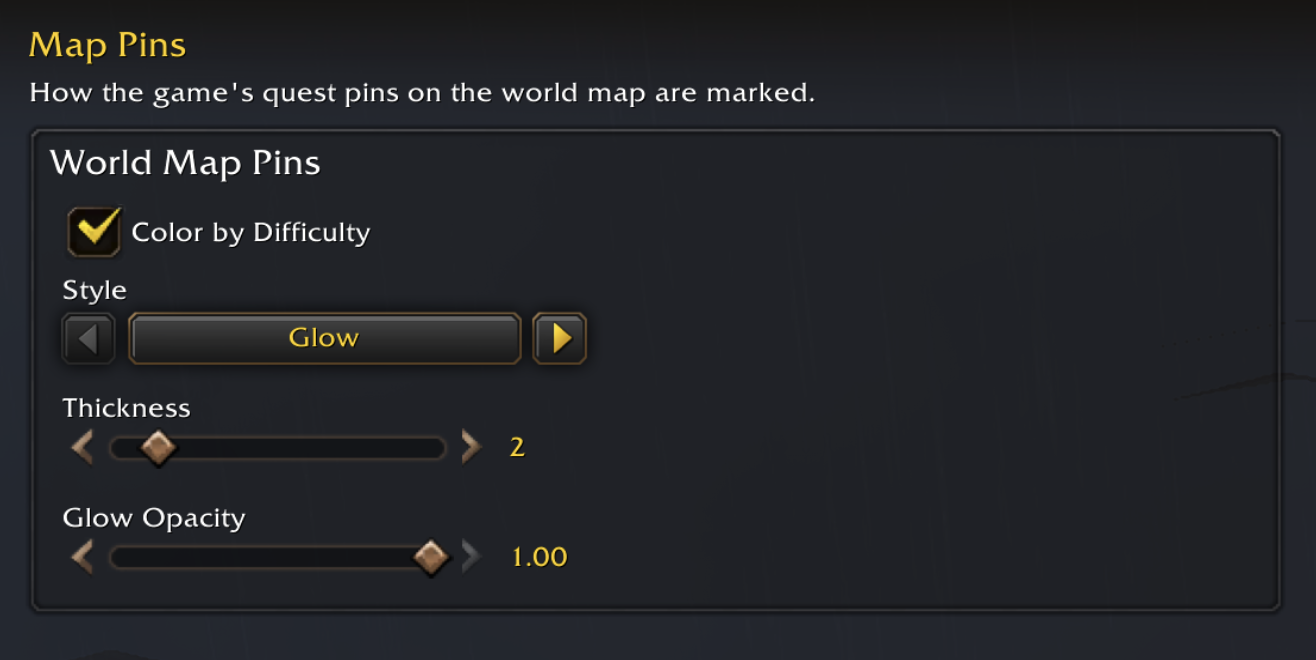 Map Pins
How the game's quest pins on the world map are marked.
World Map Pins
Color by Difficulty
Style
Glow
Thickness
2
Glow Opacity
1.00